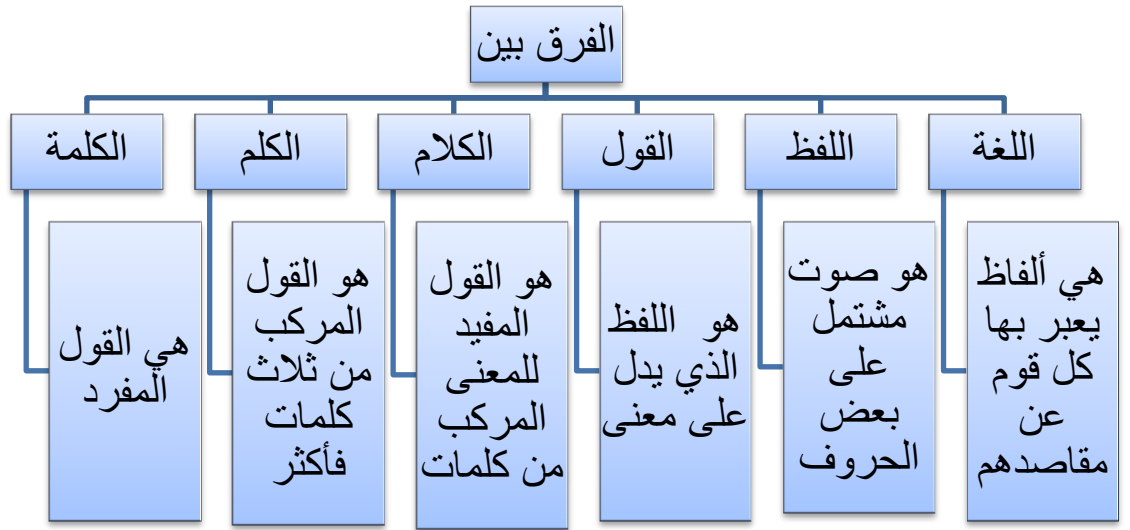 الفرق بين
اللغة
اللفظ
القول
الكلام
الكلم
الكلمة
هي ألفاظ
يعبر بها
كل قوم
عن
مقاصدهم
هو صوت
مشتمل
على
بعض
الحروف
هو اللفظ
الذي يدل
على معنى
هو القول
المفيد
للمعنى
المركب
من كلمات
هو القول
المركب
من ثلاث
كلمات
فأكثر
هي القول
المفرد